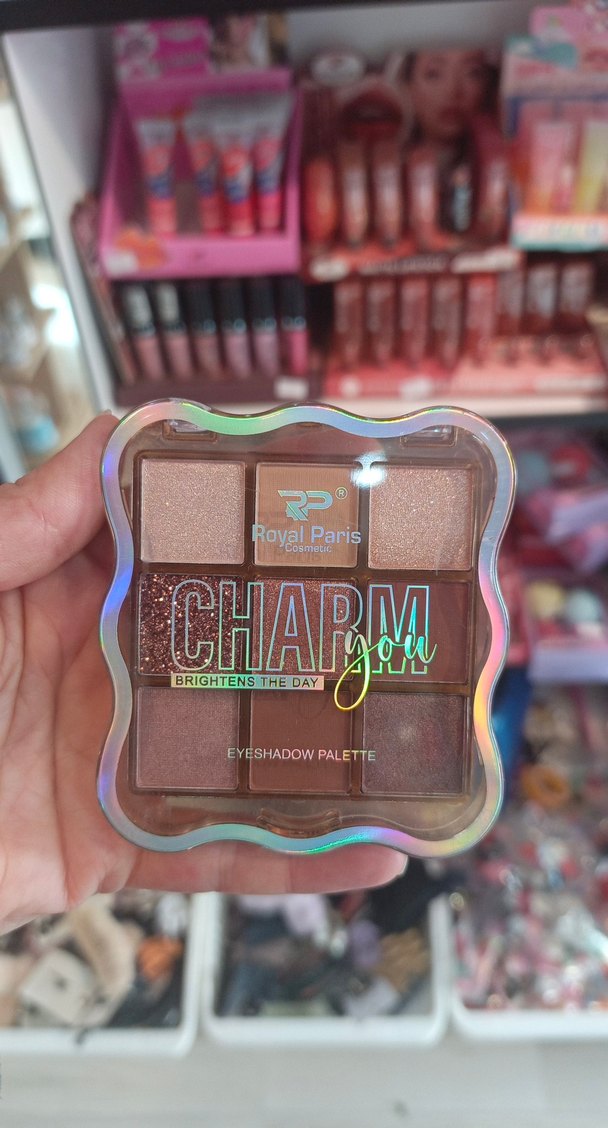 RP®
Royal Paris
Cosmetic
CHARM
you
BRIGHTENS THE DAY
EYESHADOW PALETTE